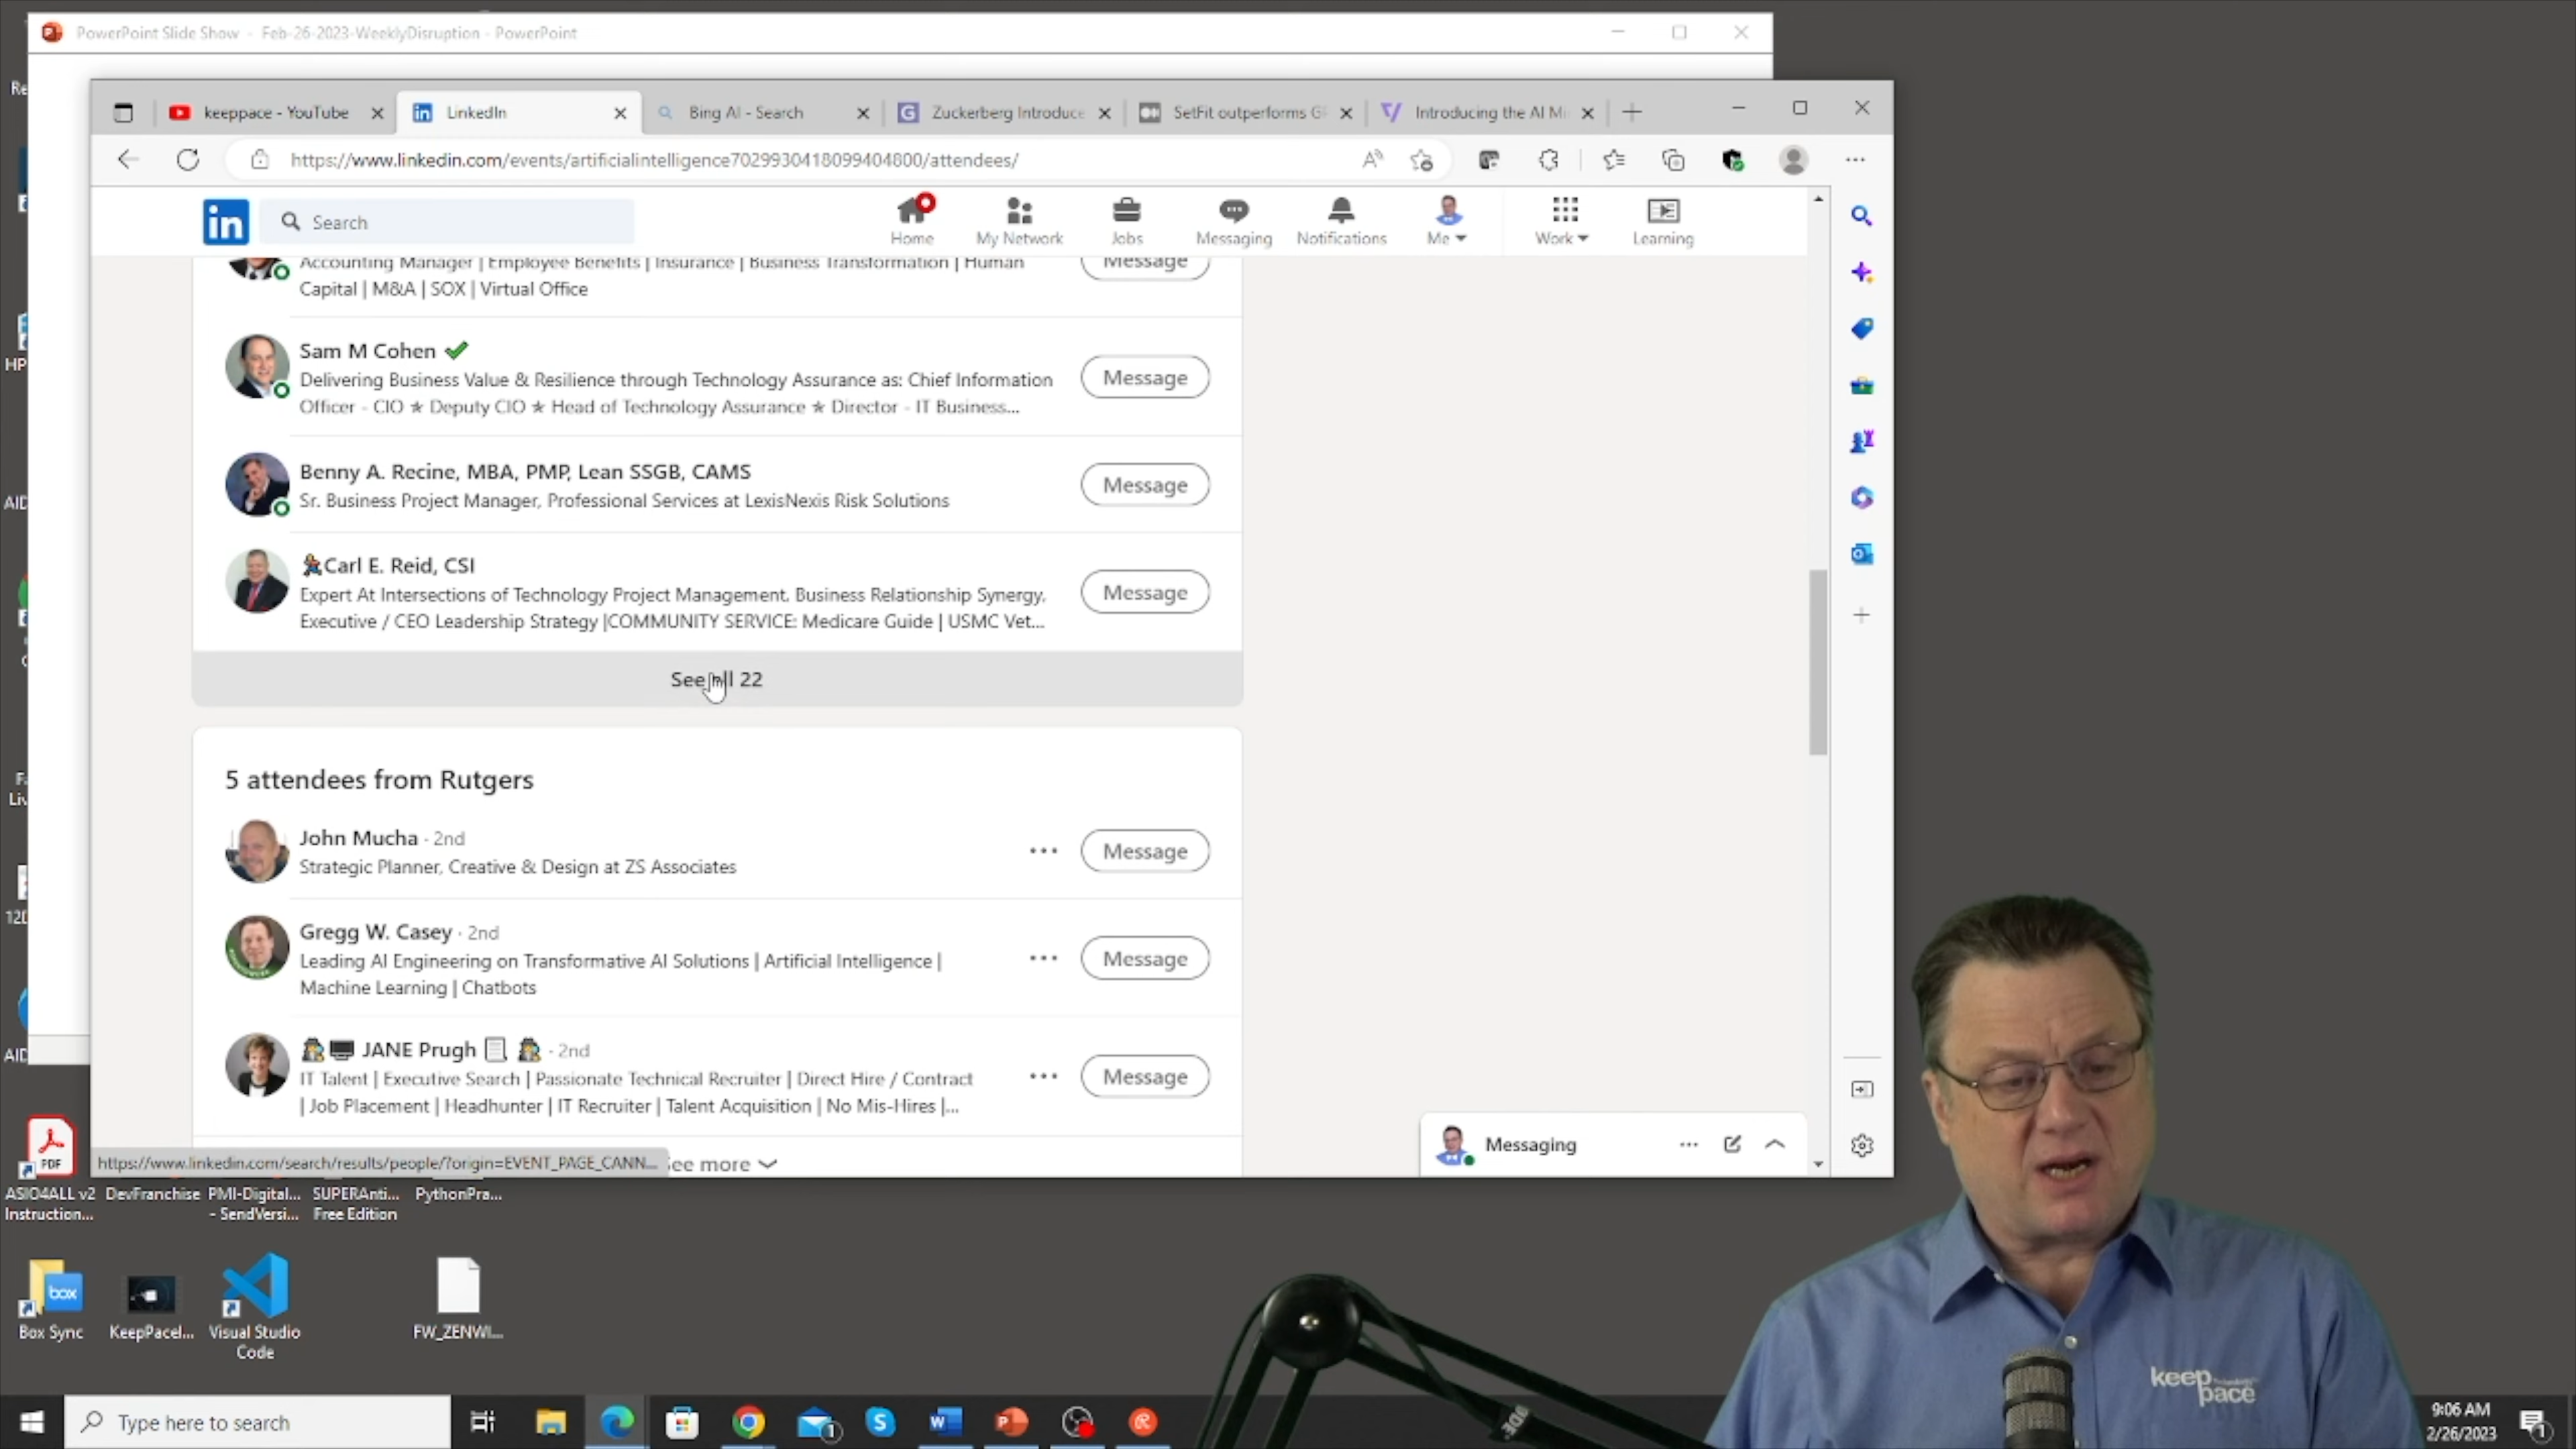 PowerPoint Slide Show - Feb-26-2023-WeeklyDisruption - PowerPoint
keeppace - YouTube
LinkedIn
Bing AI - Search
Zuckerberg Introduce
SetFit outperforms
Introducing the AI
https://www.linkedin.com/events/artificialintelligence7029930418099404800/attendees/
in
Search
Home
My Network
Jobs
Messaging
Notifications
Me
Work
Learning
Accounting Manager | Employee Benefits | Insurance | Business Transformation | Human
Capital | M&A | SOX | Virtual Office
Message
Sam M Cohen
Delivering Business Value & Resilience through Technology Assurance as: Chief Information
Officer - CIO ★ Deputy CIO ★ Head of Technology Assurance ★ Director - IT Business...
Message
Benny A. Recine, MBA, PMP, Lean SSGB, CAMS
Sr. Business Project Manager, Professional Services at LexisNexis Risk Solutions
Message
Carl E. Reid, CSI
Expert At Intersections of Technology Project Management. Business Relationship Synergy.
Executive / CEO Leadership Strategy |COMMUNITY SERVICE: Medicare Guide | USMC Vet...
Message
See all 22
5 attendees from Rutgers
John Mucha · 2nd
Strategic Planner, Creative & Design at ZS Associates
Message
Gregg W. Casey · 2nd
Leading AI Engineering on Transformative AI Solutions | Artificial Intelligence |
Machine Learning | Chatbots
Message
JANE Prugh · 2nd
IT Talent | Executive Search | Passionate Technical Recruiter | Direct Hire / Contract
| Job Placement | Headhunter | IT Recruiter | Talent Acquisition | No Mis-Hires |...
Message
https://www.linkedin.com/search/results/people/?origin=EVENT_PAGE_CANN...
ee more
Messaging
PDF
ASIO4ALL v2
Instruction...
DevFranchise
PMI-Digital...
- SendVersi...
SUPERAnti...
Free Edition
PythonPra...
box
Box Sync
KeepPaceI...
Visual Studio
Code
FW_ZENWI...
keep
pace
Type here to search
9:06 AM
2/26/2023